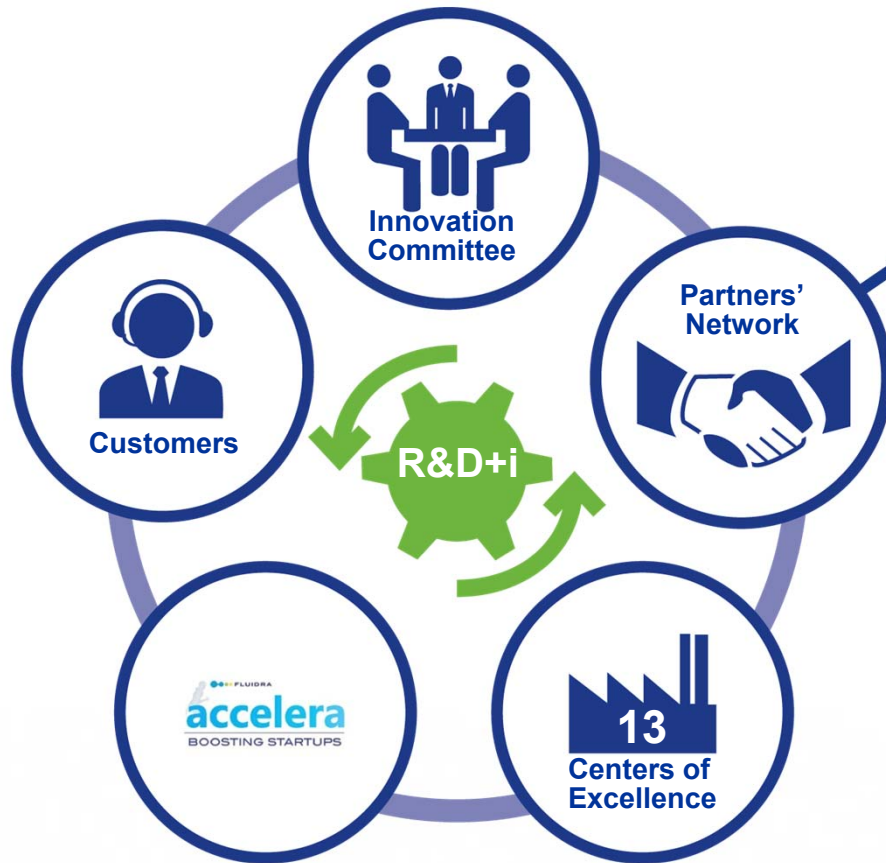 Innovation
Committee
Partners'
Network
Customers
R&D+i
FLUIDRA
accelera
BOOSTING STARTUPS
13
Centers of
Excellence